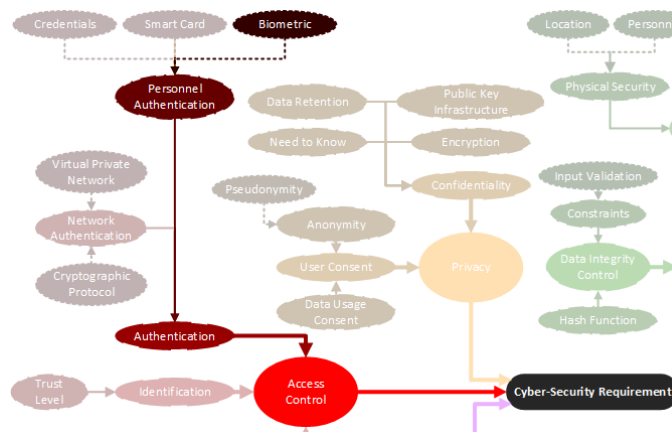 Credentials
Smart Card
Biometric
Location
Personn
Personnel
Authentication
Data Retention
Public Key
Infrastructure
Physical Security
Need to Know
Encryption
Virtual Private
Network
Pseudonymity
Confidentiality
Input Validation
Anonymity
Constraints
Network
Authentication
User Consent
Privacy
Data Integrity
Control
Cryptographic
Protocol
Data Usage
Consent
Hash Function
Authentication
Trust
Level
Identification
Access
Control
Cyber-Security Requirement